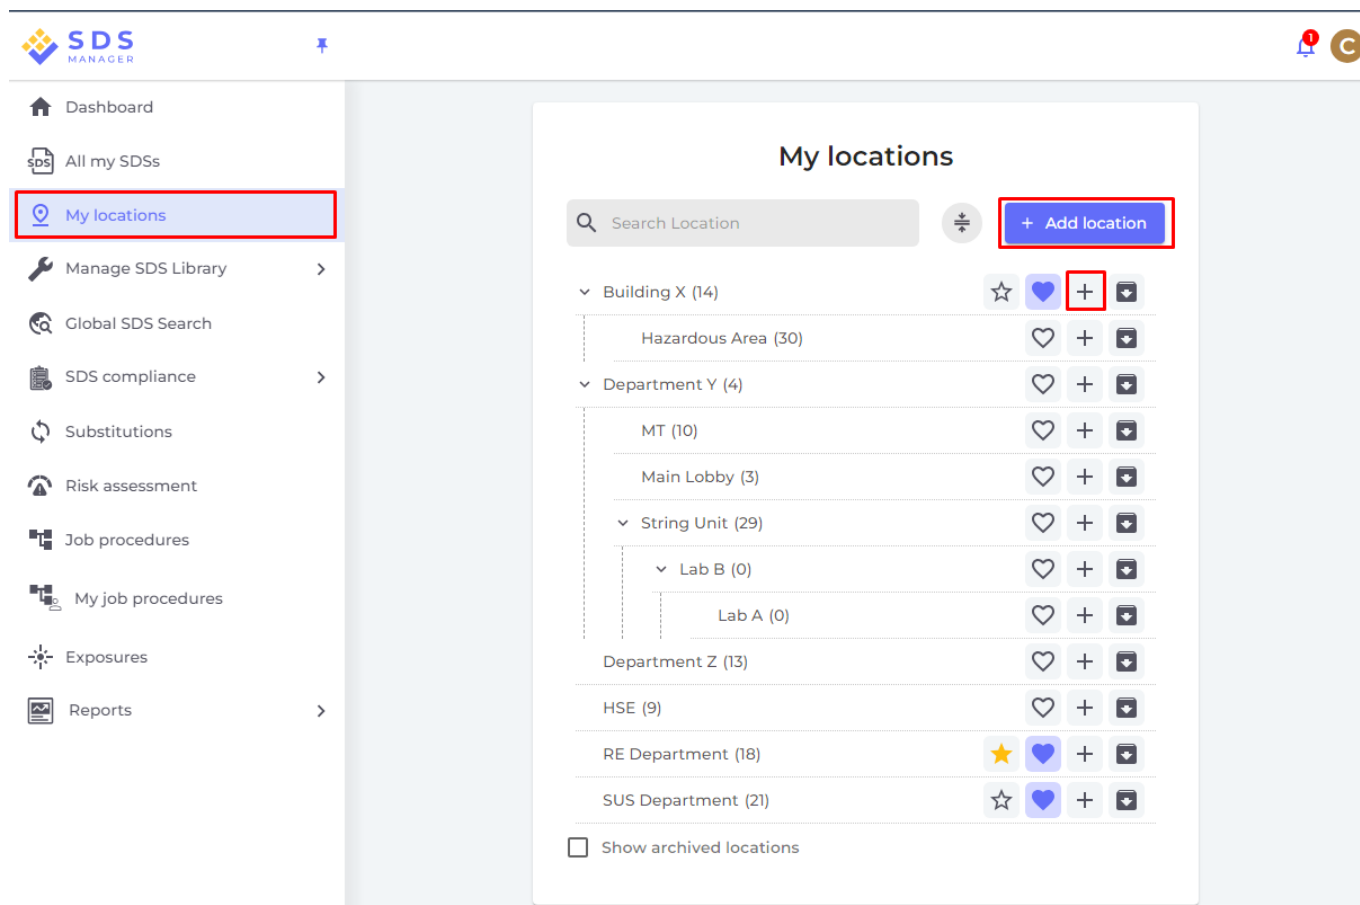 SDS
MANAGER
1
C
Dashboard
SDS
All my SDSs
My locations
Manage SDS Library
Global SDS Search
SDS compliance
Substitutions
Risk assessment
Job procedures
My job procedures
Exposures
Reports
My locations
Search Location
+ Add location
Building X (14)
Hazardous Area (30)
Department Y (4)
MT (10)
Main Lobby (3)
String Unit (29)
Lab B (0)
Lab A (0)
Department Z (13)
HSE (9)
RE Department (18)
SUS Department (21)
Show archived locations